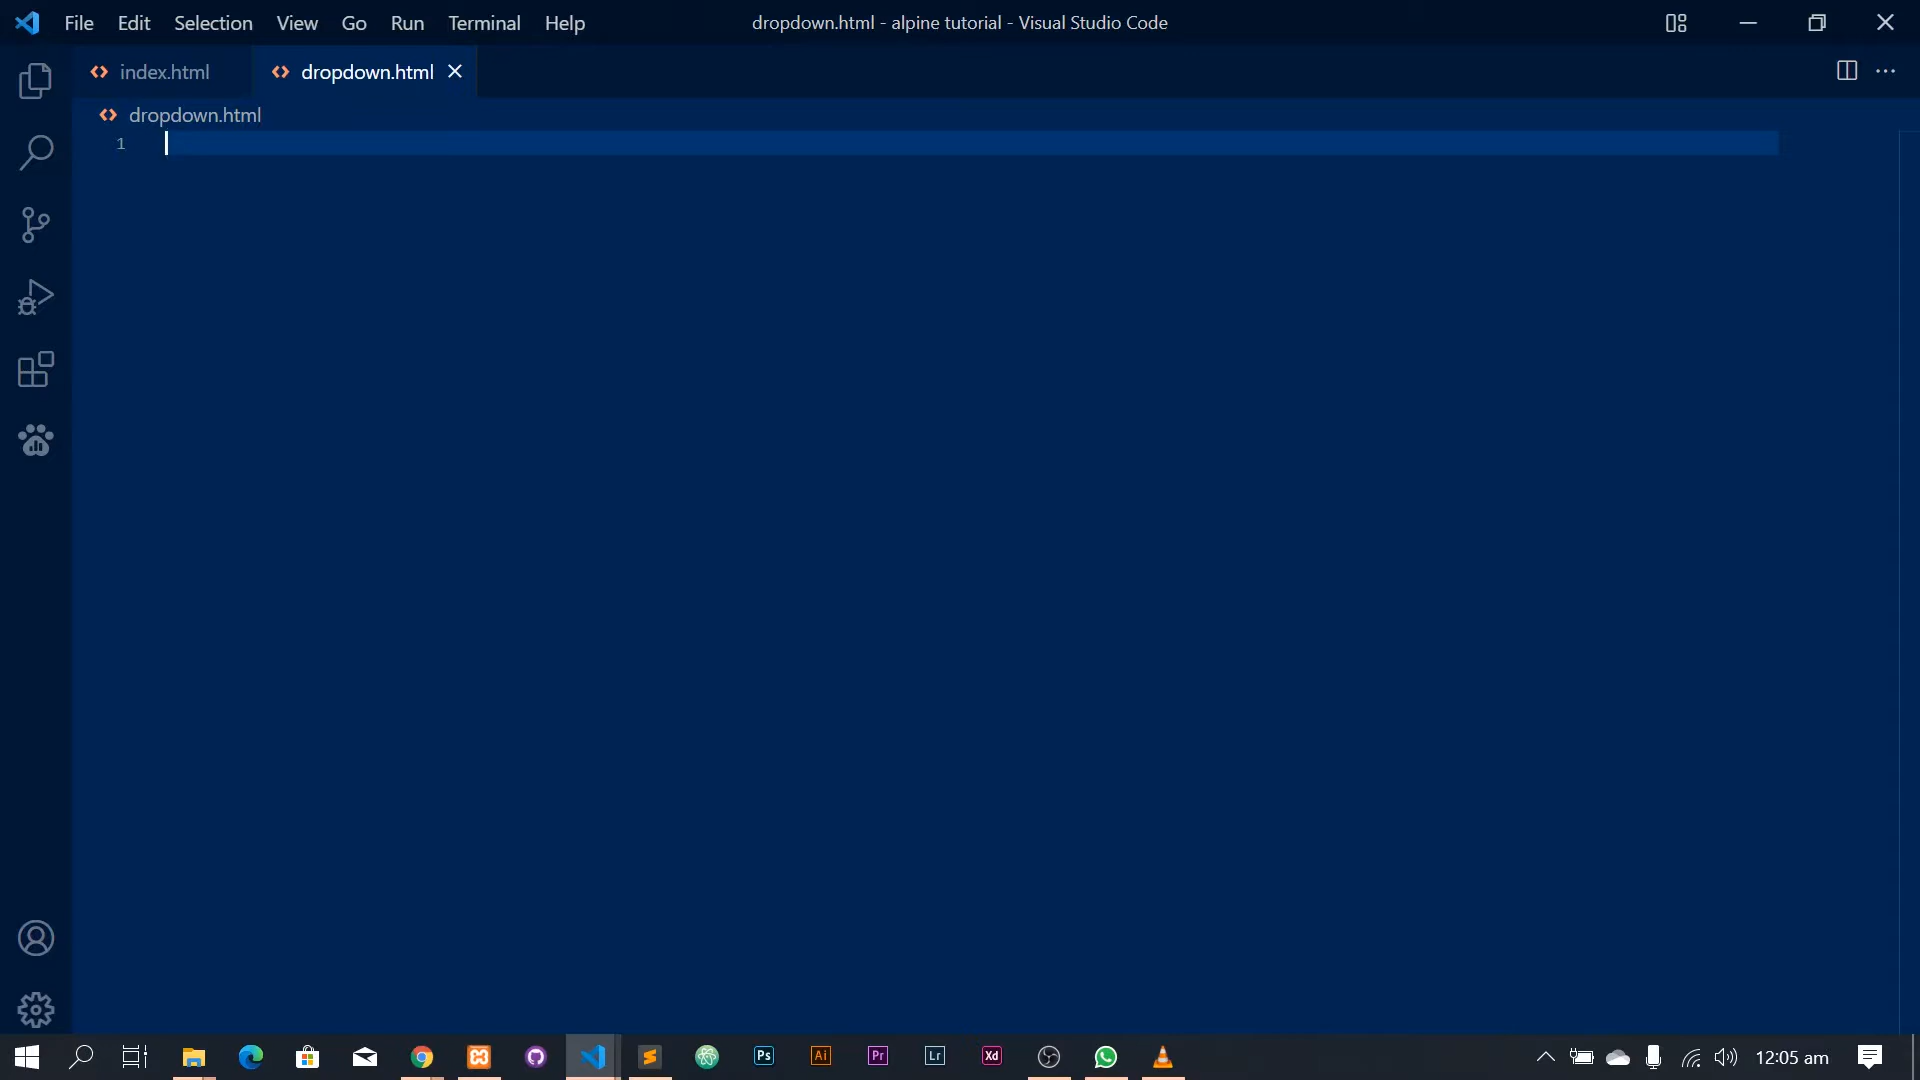 File Edit Selection View Go Run Terminal Help
dropdown.html - alpine tutorial - Visual Studio Code
index.html
dropdown.html
dropdown.html
1
Ps
Ai
Pr
Lr
Xd
12:05 am